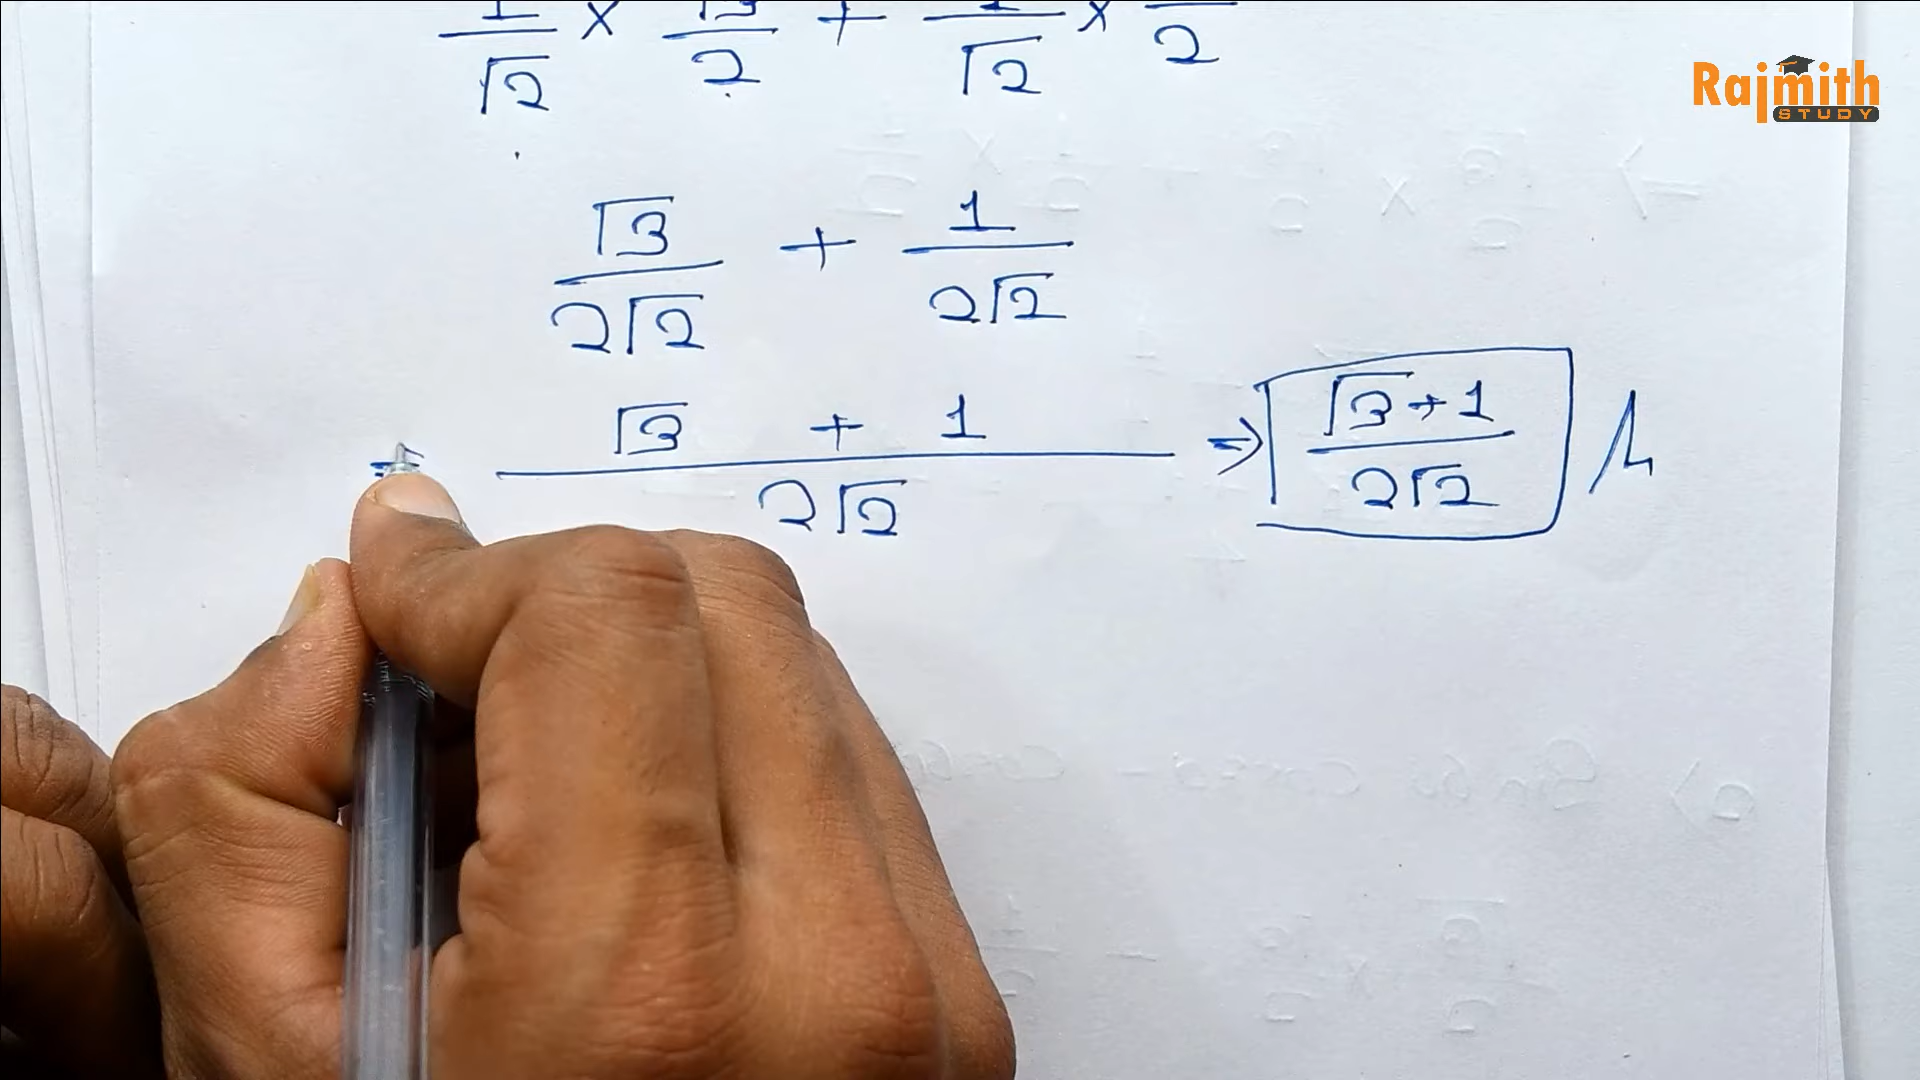 1/√2 × √3/2 + 1/√2 × /2
Rajmith
STUDY
√3/2√2 + 1/2√2
= √3 + 1/2√2 ⇒ √3+1/2√2